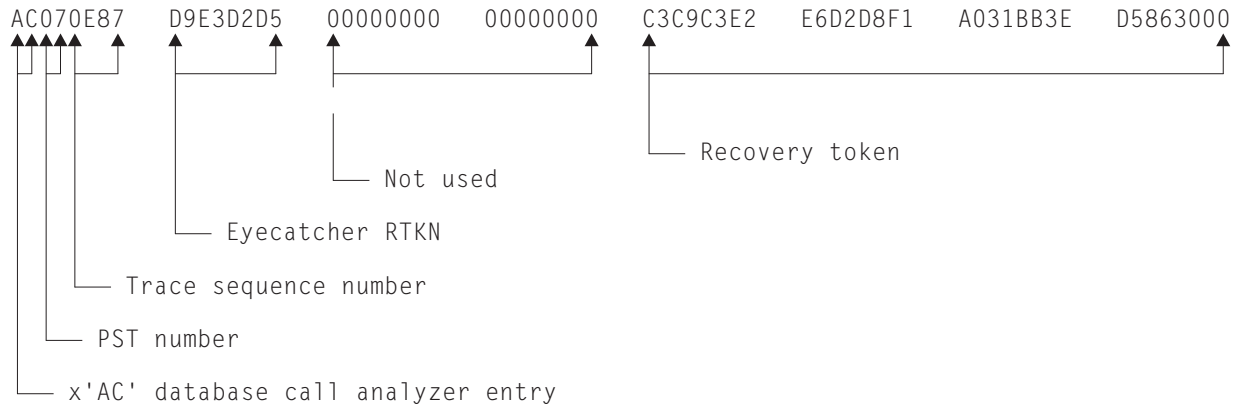 AC070E87 D9E3D2D5 00000000 00000000 C3C9C3E2 E6D2D8F1 A031BB3E D5863000
Recovery token
Not used
Eyecatcher RTKN
Trace sequence number
PST number
x'AC' database call analyzer entry